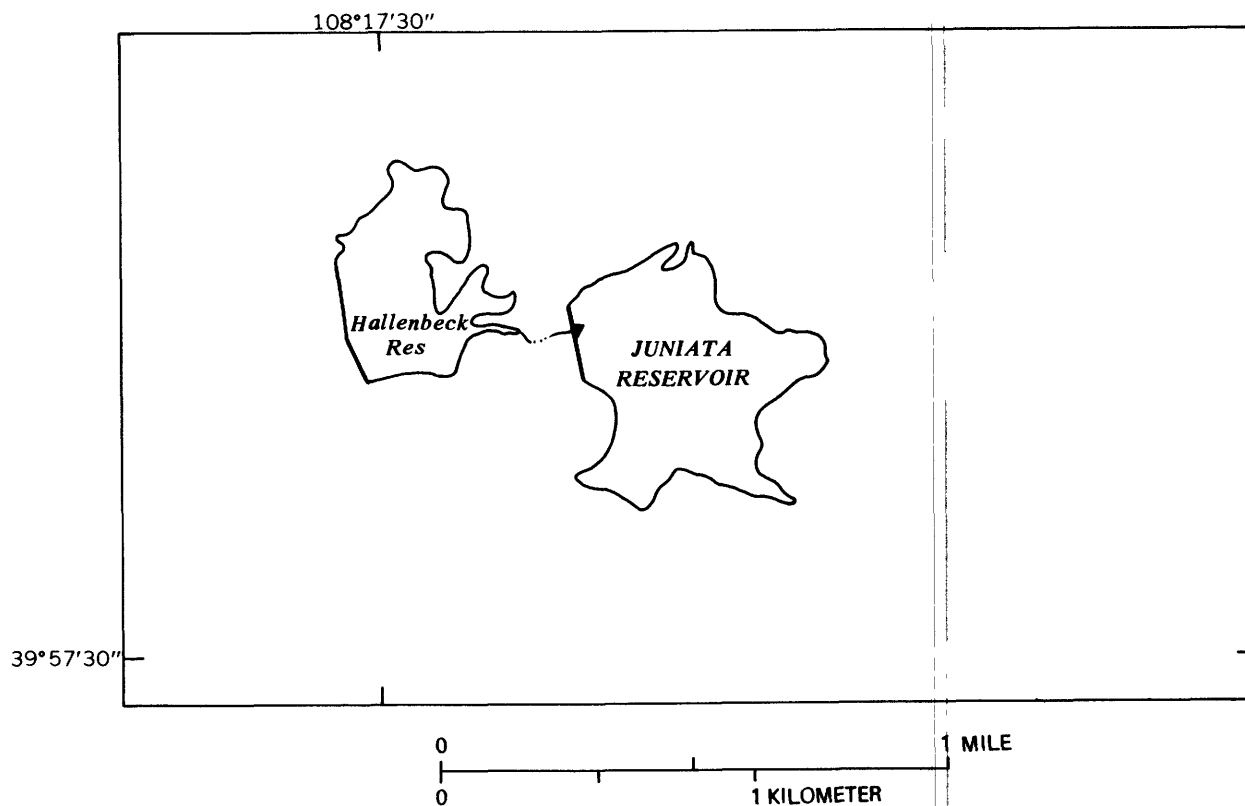 108°17'30"
Hallenbeck
Res
JUNIATA
RESERVOIR
39°57'30"
0 1 MILE
0 1 KILOMETER